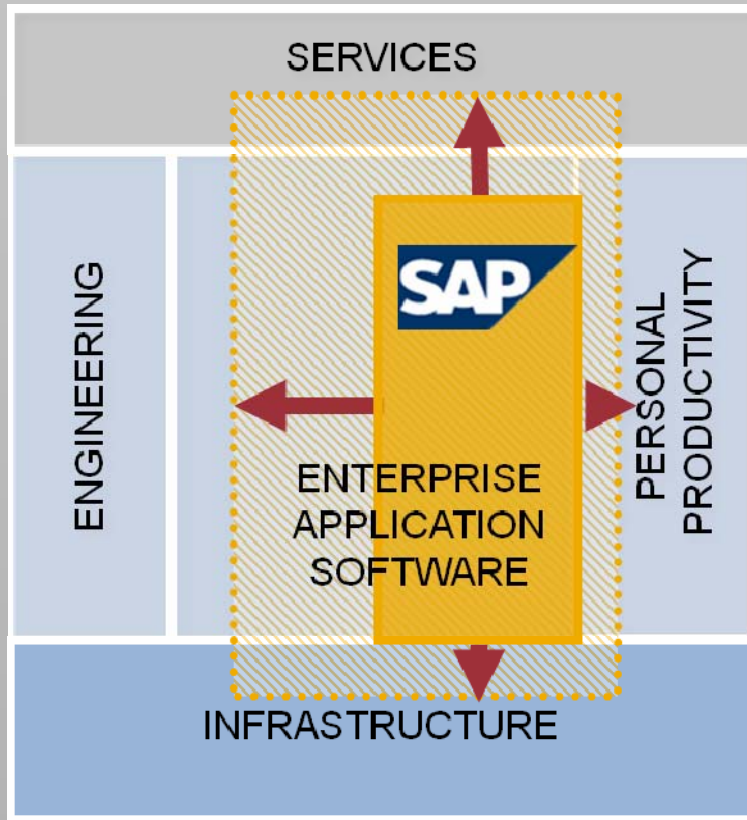 SERVICES
SAP
ENGINEERING
PERSONAL
PRODUCTIVITY
ENTERPRISE
APPLICATION
SOFTWARE
INFRASTRUCTURE